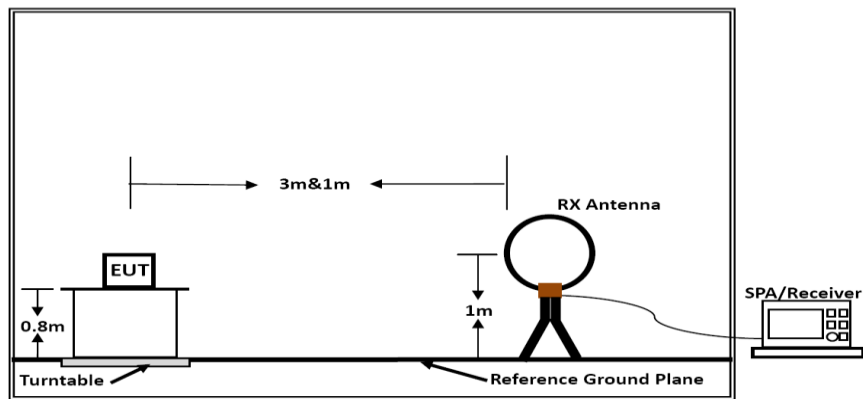 3m&1m
RX Antenna
EUT
SPA/Receiver
0.8m
1m
Turntable
Reference Ground Plane